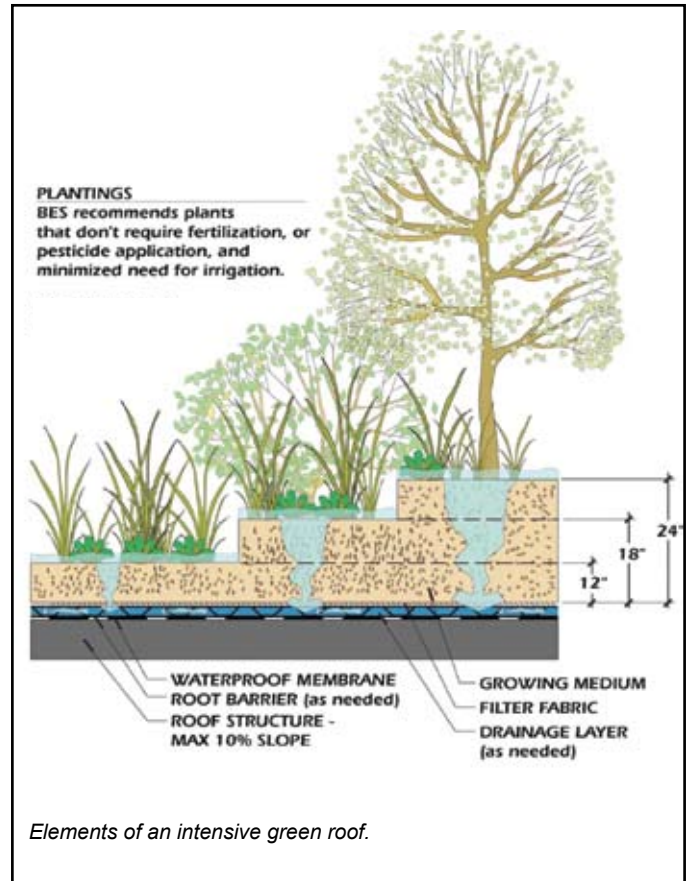 PLANTINGS
BES recommends plants
that don't require fertilization, or
pesticide application, and
minimized need for irrigation.
24"
18"
12"
WATERPROOF MEMBRANE
ROOT BARRIER (as needed)
ROOF STRUCTURE -
MAX 10% SLOPE
GROWING MEDIUM
FILTER FABRIC
DRAINAGE LAYER
(as needed)
Elements of an intensive green roof.